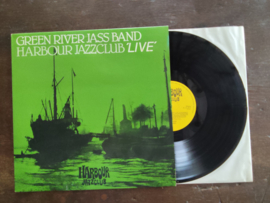 GREEN RIVER JASS BAND
HARBOUR JAZZCLUB 'LIVE'
HARBOUR
JAZZCLUB